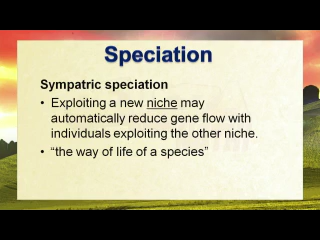 Speciation
Sympatric speciation
• Exploiting a new niche may
automatically reduce gene flow with
individuals exploiting the other niche.
• “the way of life of a species”